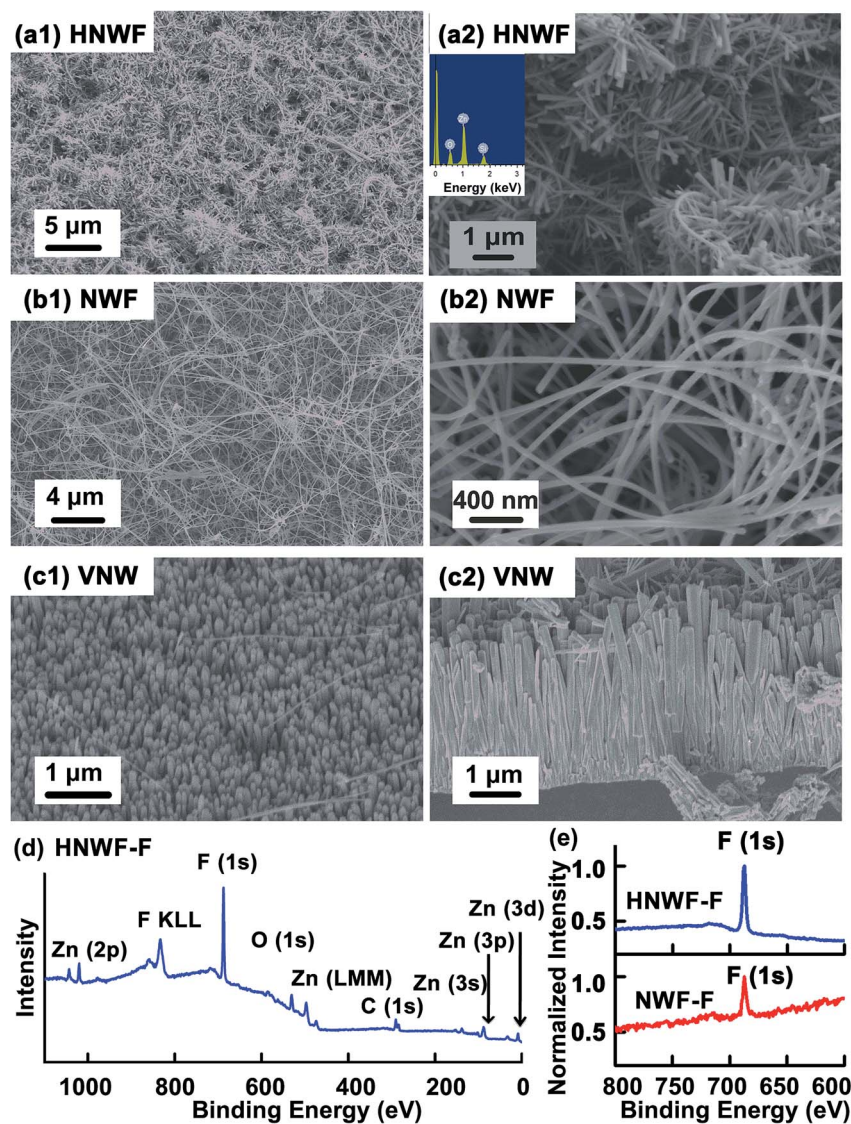 (a1) HNWF
5 µm
(a2) HNWF
O
Zn
Si
0 1 2 3
Energy (keV)
1 µm
(b1) NWF
4 µm
(b2) NWF
400 nm
(c1) VNW
1 µm
(c2) VNW
1 µm
(d) HNWF-F
F (1s)
F KLL
Zn (2p)
O (1s)
Zn (LMM)
C (1s)
Zn (3s)
Zn (3p)
Zn (3d)
Intensity
1000 800 600 400 200 0
Binding Energy (eV)
(e)
F (1s)
HNWF-F
1.0
0.5
F (1s)
NWF-F
1.0
0.5
Normalized Intensity
800 750 700 650 600
Binding Energy (eV)